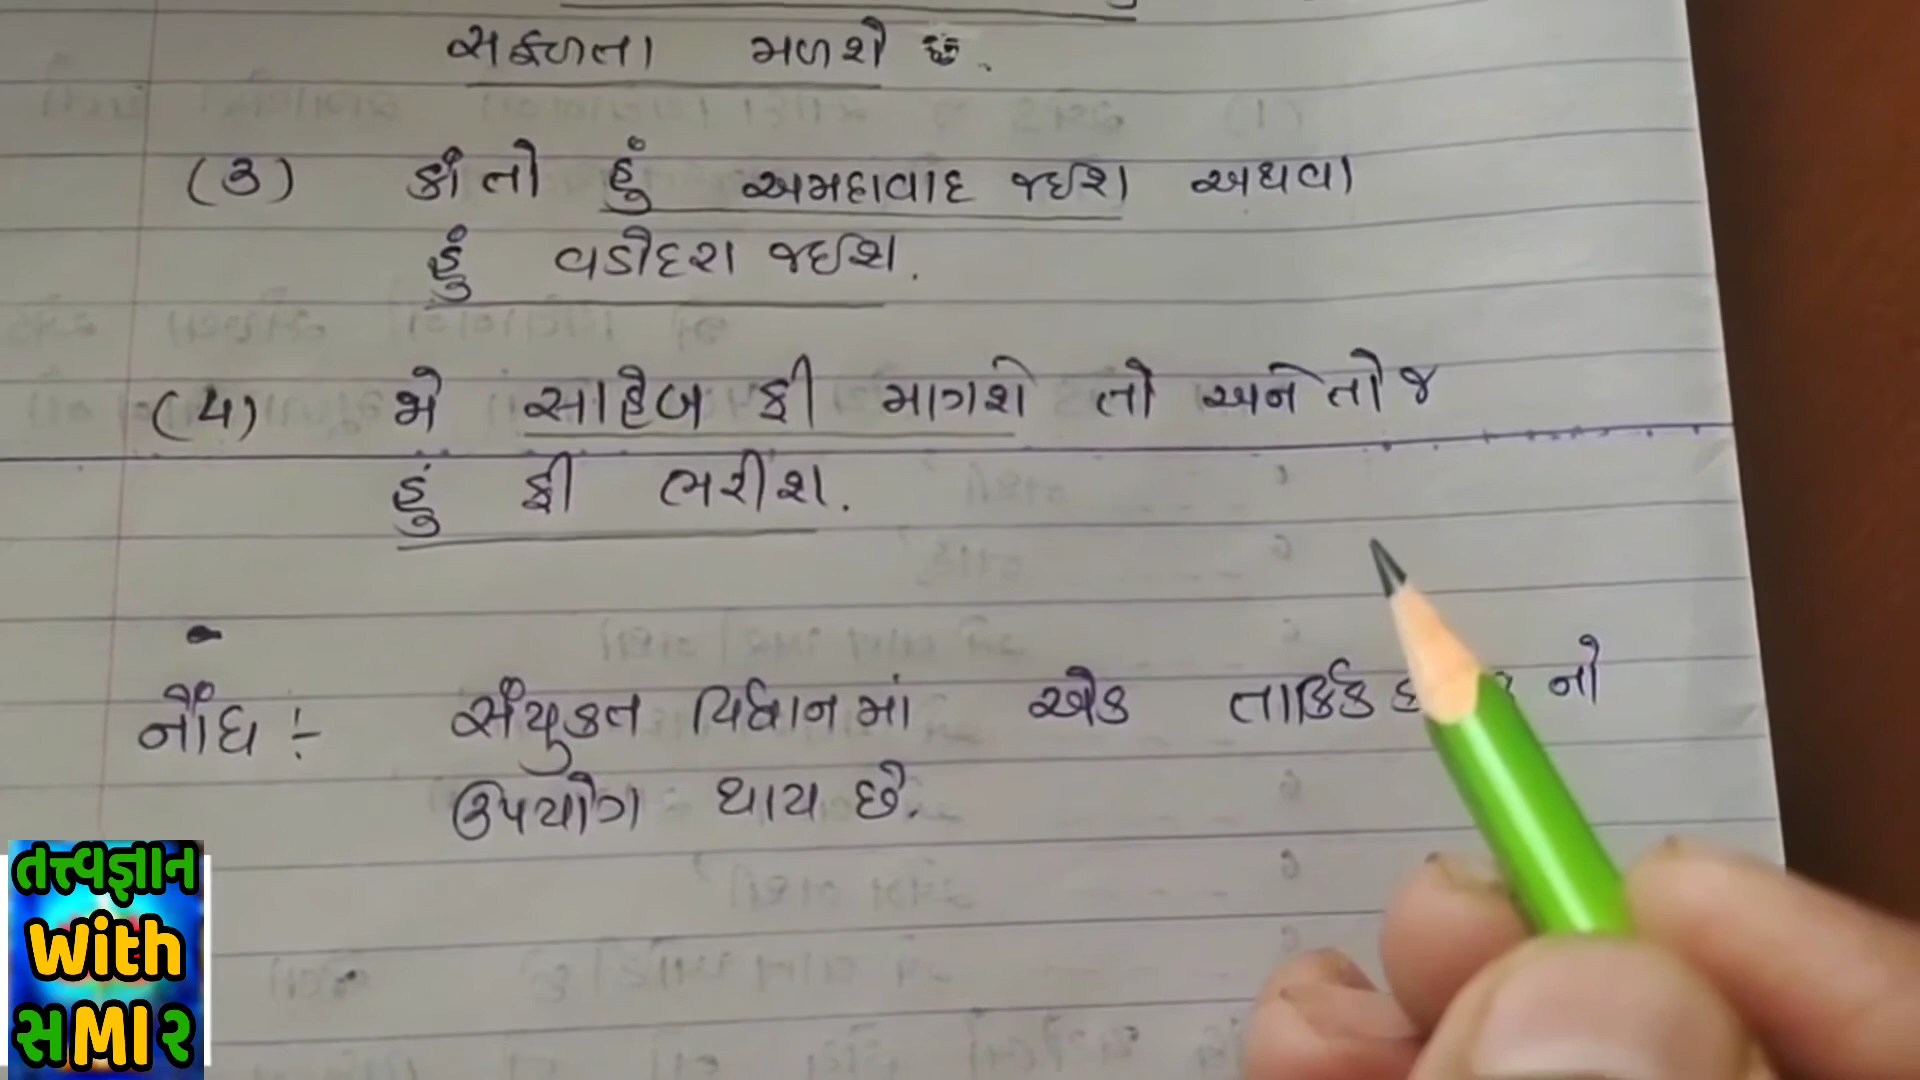 સફળતા મળશે
(૩) કાં તો હું અમદાવાદ જઈશ અથવા
હું વડોદરા જઈશ.
(૪) જો સાહેબ ફી માગશે તો અને તો જ
હું ફી ભરીશ.
નોંધ :- સંયુક્ત વિધાનમાં એક તાર્કિક નો
ઉપયોગ થાય છે.
તત્ત્વજ્ઞાન
With
સMIર